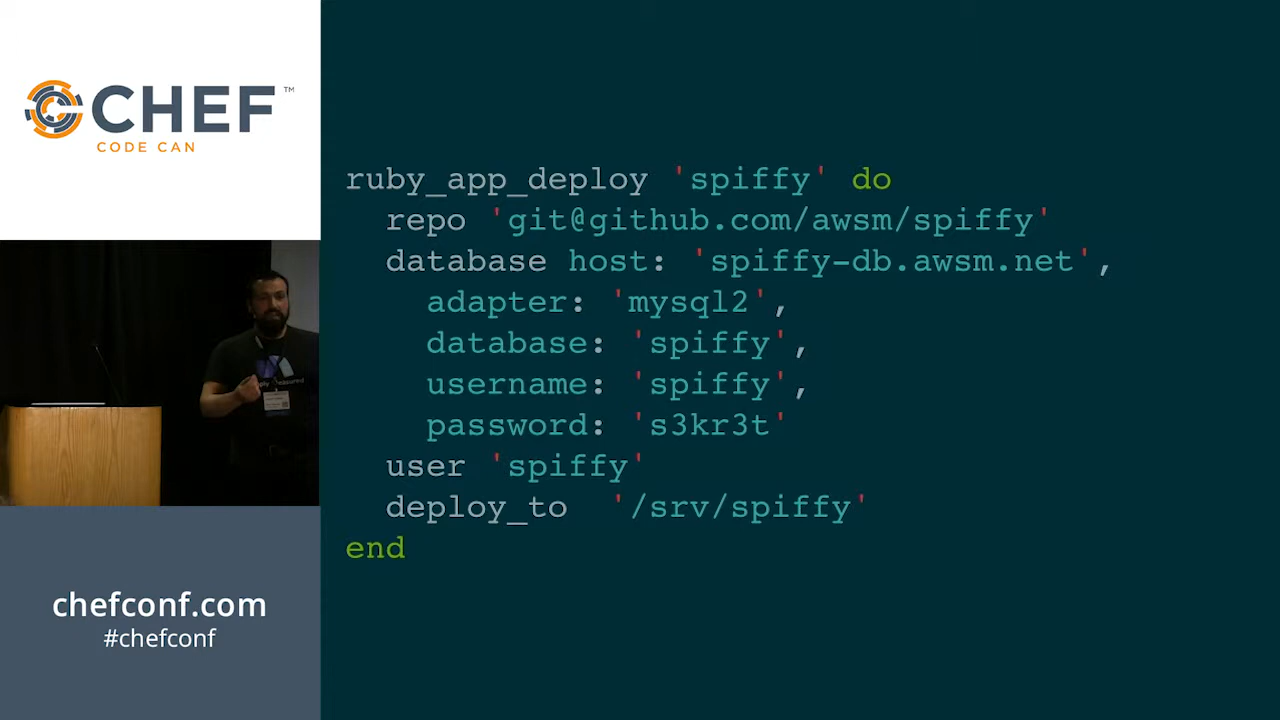 CHEF™
CODE CAN
ruby_app_deploy 'spiffy' do
repo 'git@github.com/awsm/spiffy'
database host: 'spiffy-db.awsm.net',
adapter: 'mysql2',
database: 'spiffy',
username: 'spiffy',
password: 's3kr3t'
user 'spiffy'
deploy_to '/srv/spiffy'
end
chefconf.com
#chefconf